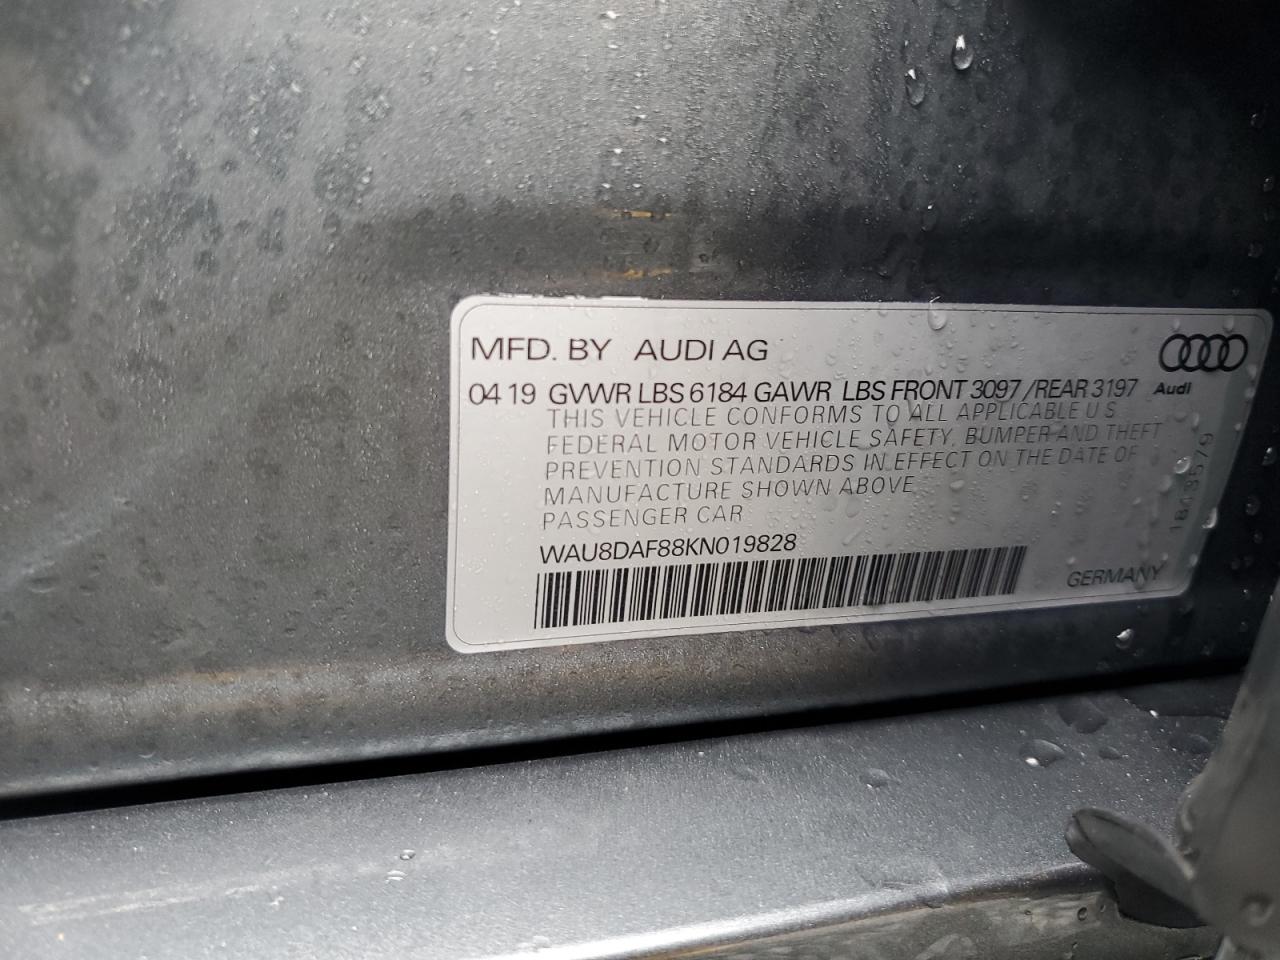 MFD. BY AUDI AG
04 19 GVWR LBS 6184 GAWR LBS FRONT 3097 /REAR 3197
Audi
THIS VEHICLE CONFORMS TO ALL APPLICABLE U S
FEDERAL MOTOR VEHICLE SAFETY, BUMPER AND THEFT
PREVENTION STANDARDS IN EFFECT ON THE DATE OF
MANUFACTURE SHOWN ABOVE
PASSENGER CAR
WAU8DAF88KN019828
GERMANY